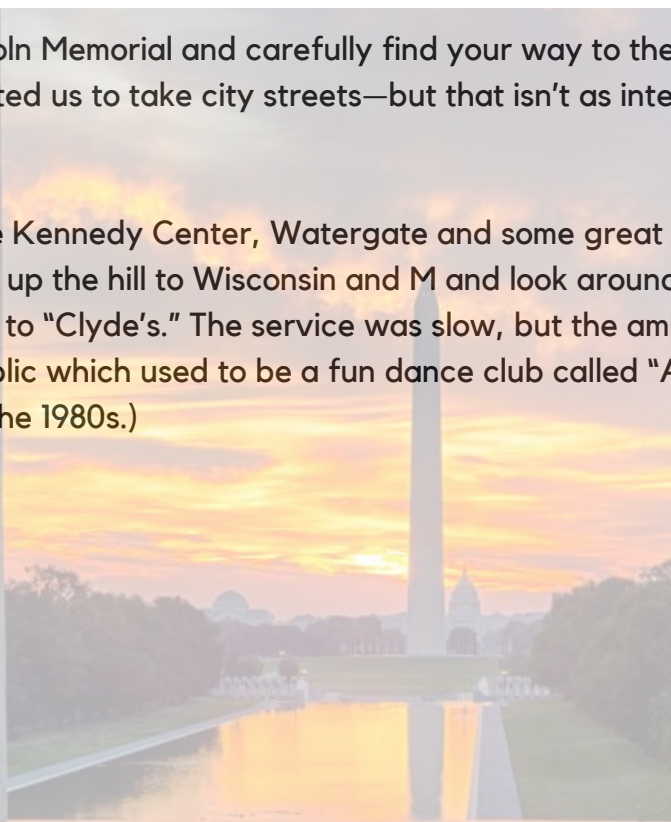 oln Memorial and carefully find your way to the
ted us to take city streets—but that isn’t as inte
e Kennedy Center, Watergate and some great
up the hill to Wisconsin and M and look around
to “Clyde’s.” The service was slow, but the am
blic which used to be a fun dance club called “A
he 1980s.)